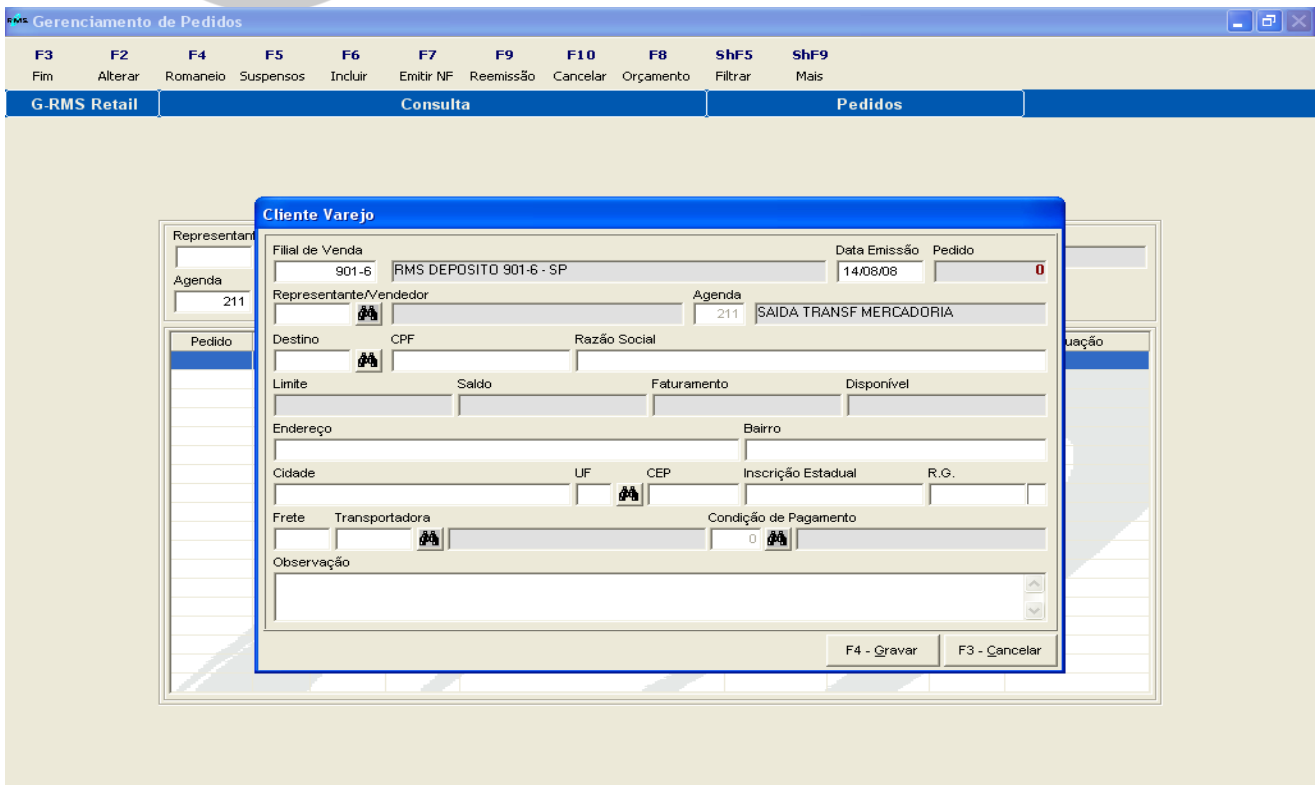 RMS Gerenciamento de Pedidos
F3 F2 F4 F5 F6 F7 F9 F10 F8 ShF5 ShF9
Fim Alterar Romaneio Suspensos Incluir Emitir NF Reemissão Cancelar Orçamento Filtrar Mais
G-RMS Retail Consulta Pedidos
Cliente Varejo
Representant
Agenda
211
Pedido
uação
Filial de Venda Data Emissão Pedido
901-6 RMS DEPOSITO 901-6 - SP 14/08/08 0
Representante/Vendedor Agenda
211 SAIDA TRANSF MERCADORIA
Destino CPF Razão Social
Limite Saldo Faturamento Disponível
Endereço Bairro
Cidade UF CEP Inscrição Estadual R.G.
Frete Transportadora Condição de Pagamento
0
Observação
F4 - Gravar F3 - Cancelar